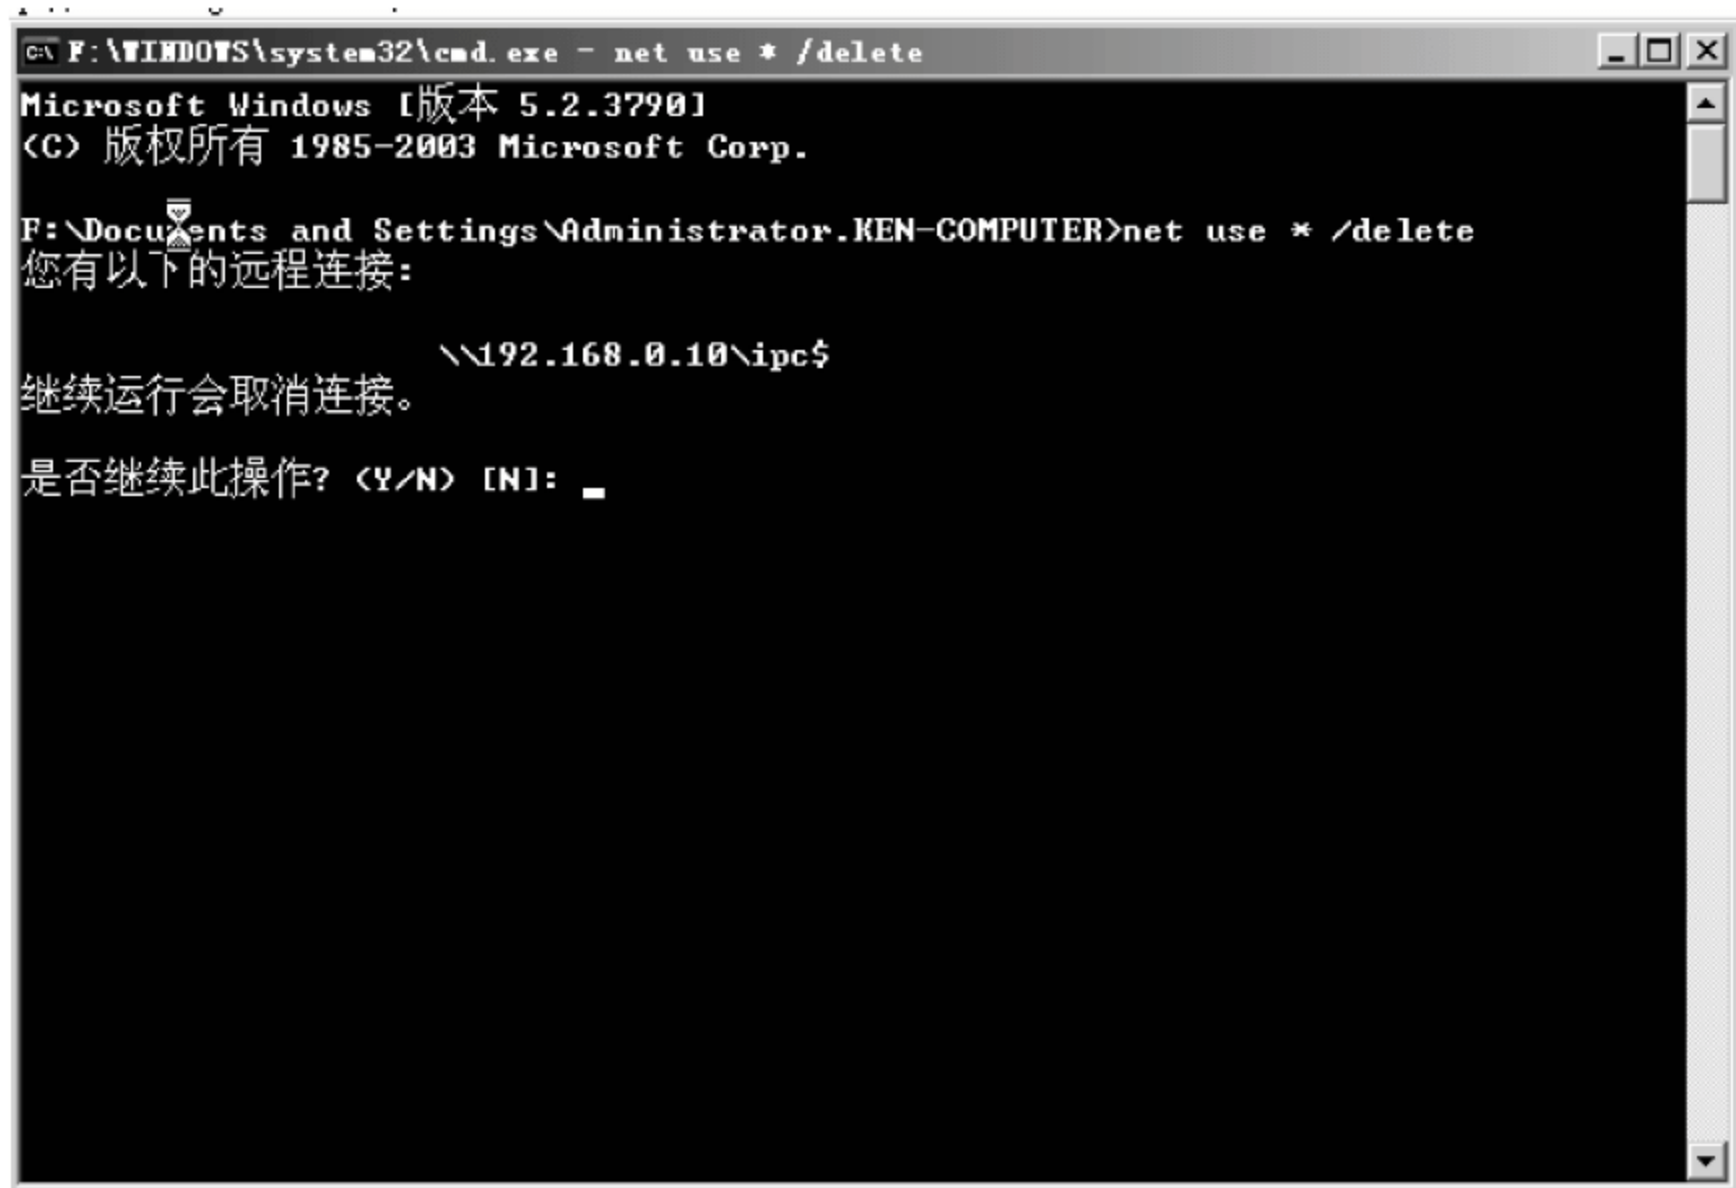 F:\WINDOWS\system32\cmd.exe - net use * /delete
Microsoft Windows [版本 5.2.3790]
(C) 版权所有 1985-2003 Microsoft Corp.
F:\Documents and Settings\Administrator.KEN-COMPUTER>net use * /delete
您有以下的远程连接:
\\192.168.0.10\ipc$
继续运行会取消连接。
是否继续此操作? (Y/N) [N]: